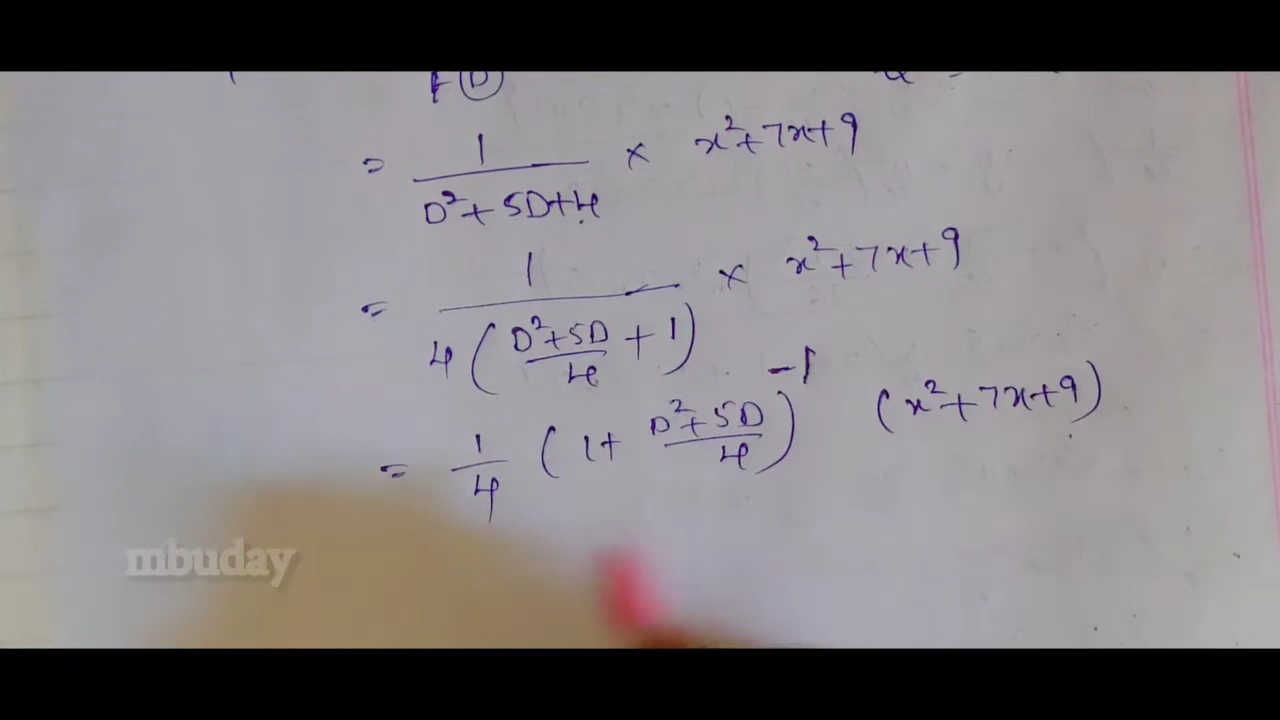 F(D)
= 1/(D²+5D+4) × x²+7x+9
= 1/(4((D²+5D)/4 + 1)) × x²+7x+9
= 1/4 (1+ (D²+5D)/4)⁻¹ (x²+7x+9)
mbuday